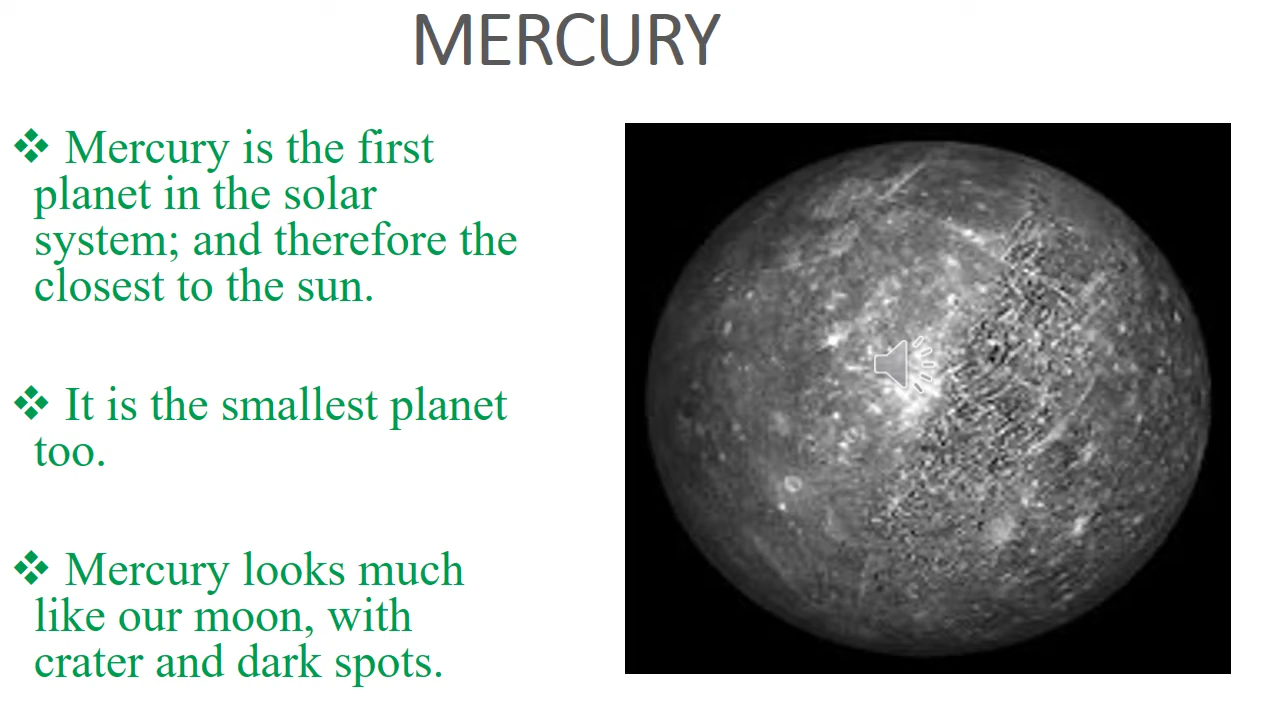 MERCURY
❖ Mercury is the first
planet in the solar
system; and therefore the
closest to the sun.
❖ It is the smallest planet
too.
❖ Mercury looks much
like our moon, with
crater and dark spots.